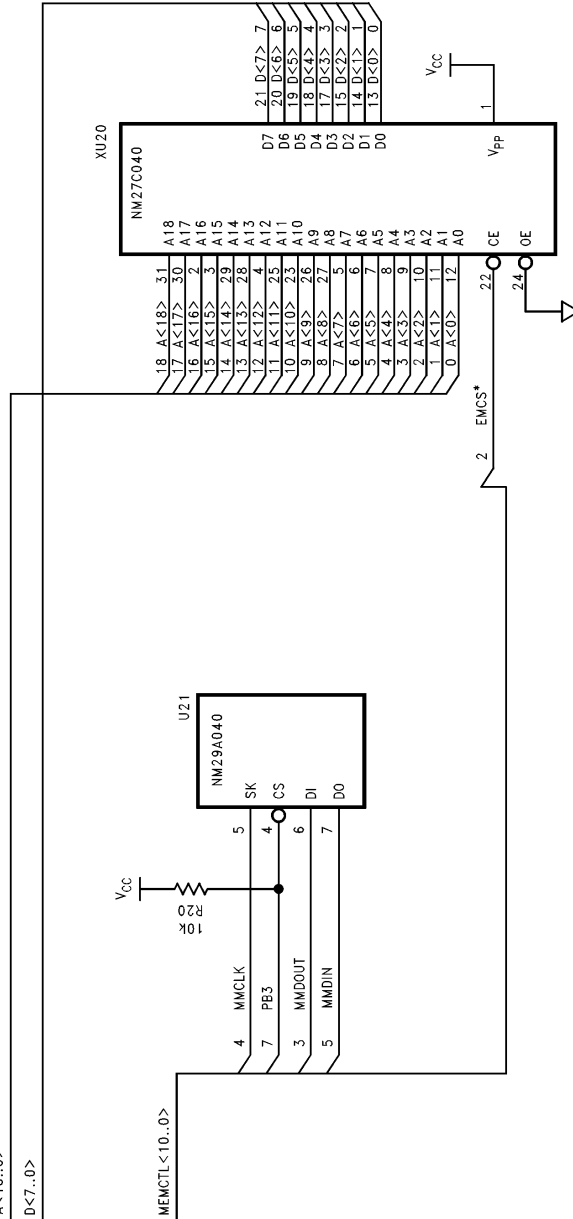 XU20
NM27C040
21 D<7> 7
20 D<6> 6
19 D<5> 5
18 D<4> 4
17 D<3> 3
15 D<2> 2
14 D<1> 1
13 D<0> 0
D7
D6
D5
D4
D3
D2
D1
D0
VCC
1
VPP
18 A<18> 31 A18
17 A<17> 30 A17
16 A<16> 2 A16
15 A<15> 3 A15
14 A<14> 29 A14
13 A<13> 28 A13
12 A<12> 4 A12
11 A<11> 25 A11
10 A<10> 23 A10
9 A<9> 26 A9
8 A<8> 27 A8
7 A<7> 5 A7
6 A<6> 6 A6
5 A<5> 7 A5
4 A<4> 8 A4
3 A<3> 9 A3
2 A<2> 10 A2
1 A<1> 11 A1
0 A<0> 12 A0
2 EMCS* 22 CE
24 OE
U21
NM29A040
VCC
R20
10k
4 MMCLK 5 SK
7 PB3 4 CS
3 MMDOUT 6 DI
5 MMDIN 7 DO
D<7..0>
MEMCTL<10..0>